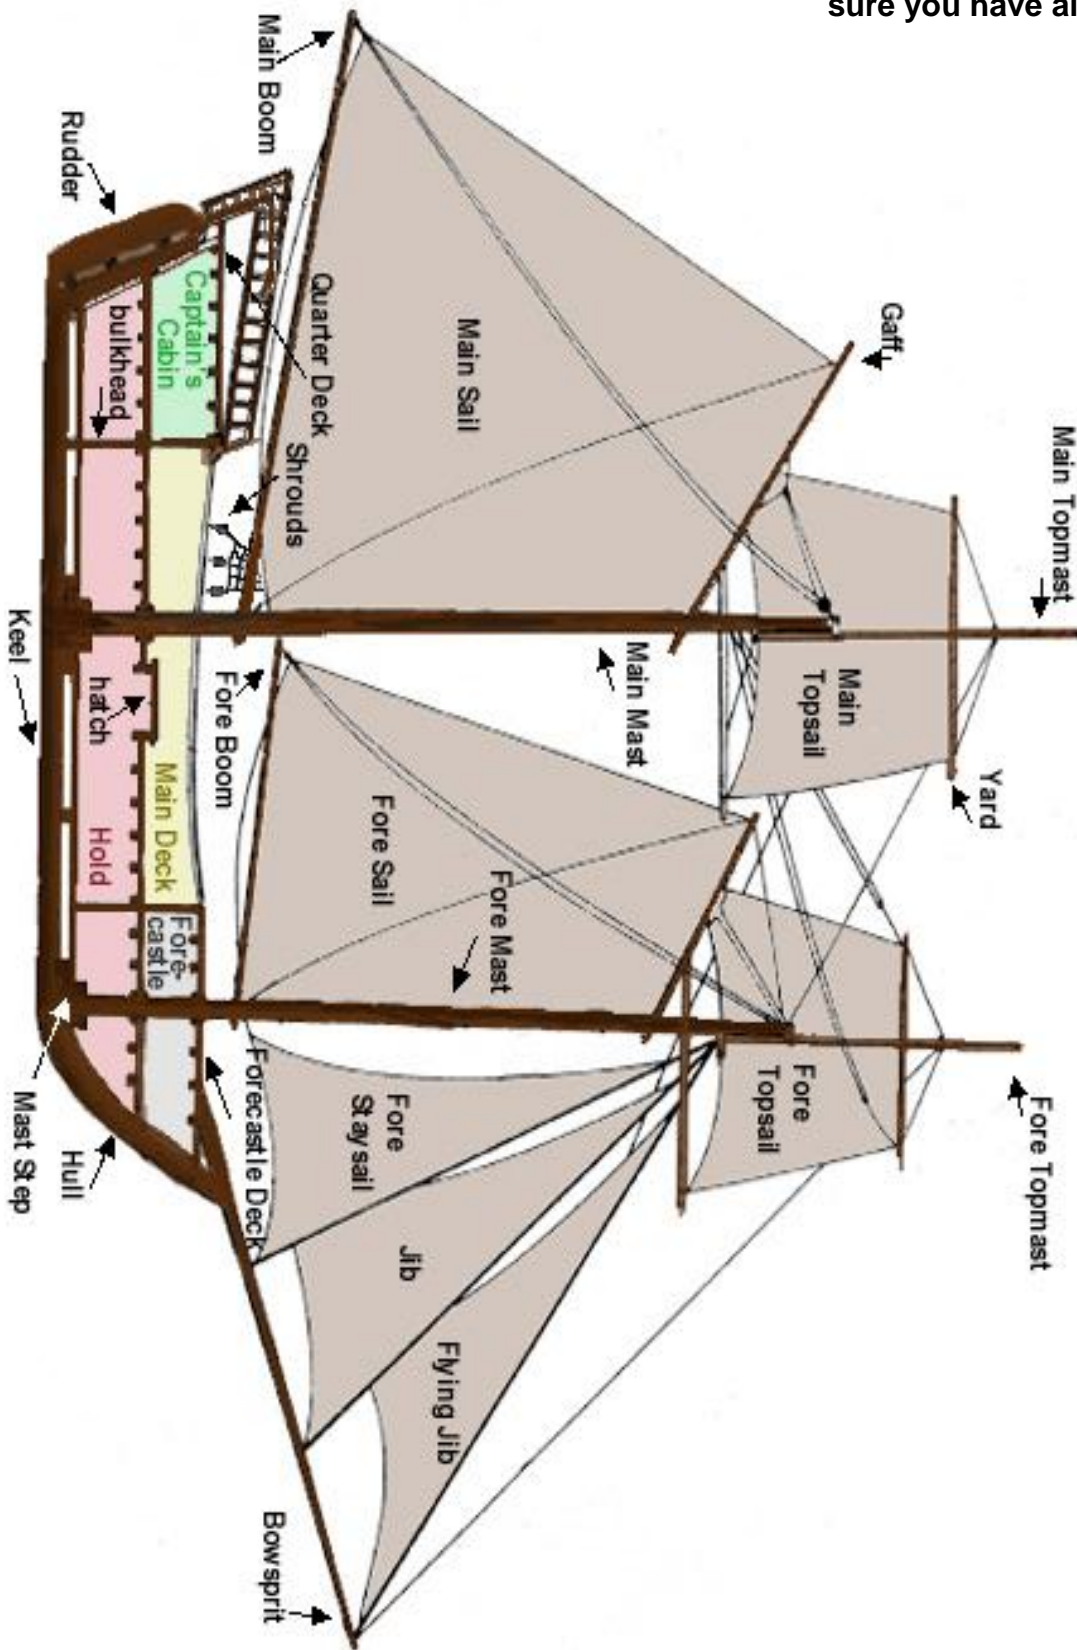 sure you have al
Main Topmast
Fore Topmast
Yard
Gaff
Main
Topsail
Fore
Topsail
Main Mast
Main Sail
Fore Mast
Fore Sail
Flying Jib
Fore
Staysail
Jib
Main Boom
Quarter Deck
Shrouds
Fore Boom
Forecastle Deck
Bowsprit
Captain's
Cabin
Main Deck
Fore-
castle
Rudder
bulkhead
hatch
Hold
Hull
Keel
Mast Step